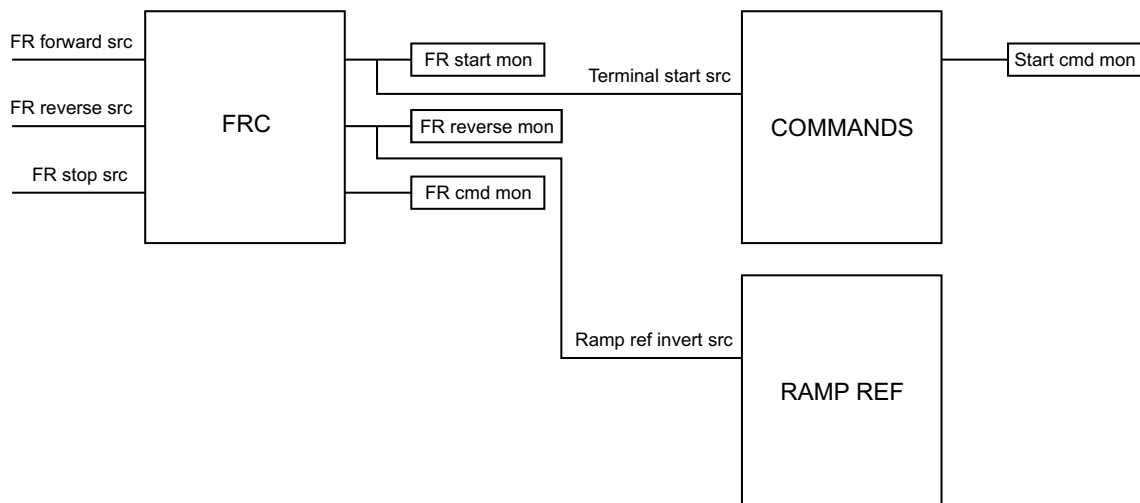 FR forward src
FR reverse src
FR stop src
FRC
FR start mon
FR reverse mon
FR cmd mon
Terminal start src
COMMANDS
Start cmd mon
Ramp ref invert src
RAMP REF